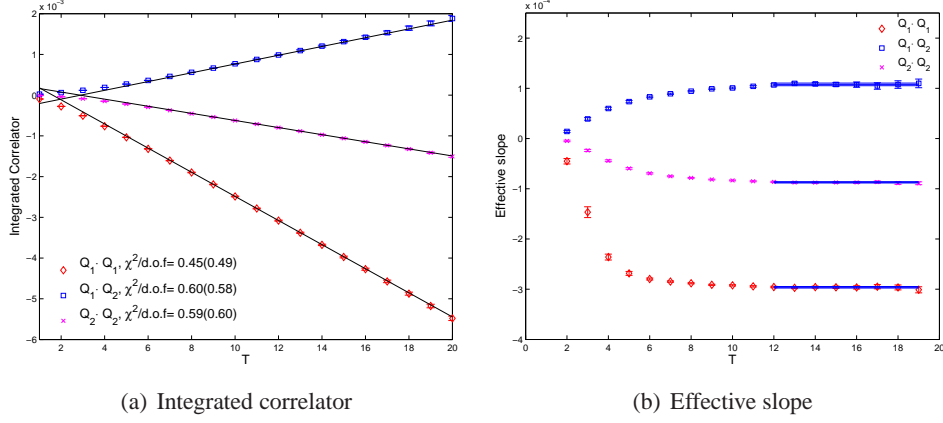 x 10⁻³
2
1
0
−1
−2
−3
−4
−5
−6
Integrated Correlator
Q₁· Q₁, χ²/d.o.f= 0.45(0.49)
Q₁· Q₂, χ²/d.o.f= 0.60(0.58)
Q₂· Q₂, χ²/d.o.f= 0.59(0.60)
2 4 6 8 10 12 14 16 18 20
T
(a) Integrated correlator
x 10⁻⁴
1
0
−1
−2
−3
−4
Effective slope
Q₁· Q₁
Q₁· Q₂
Q₂· Q₂
0 2 4 6 8 10 12 14 16 18 20
T
(b) Effective slope